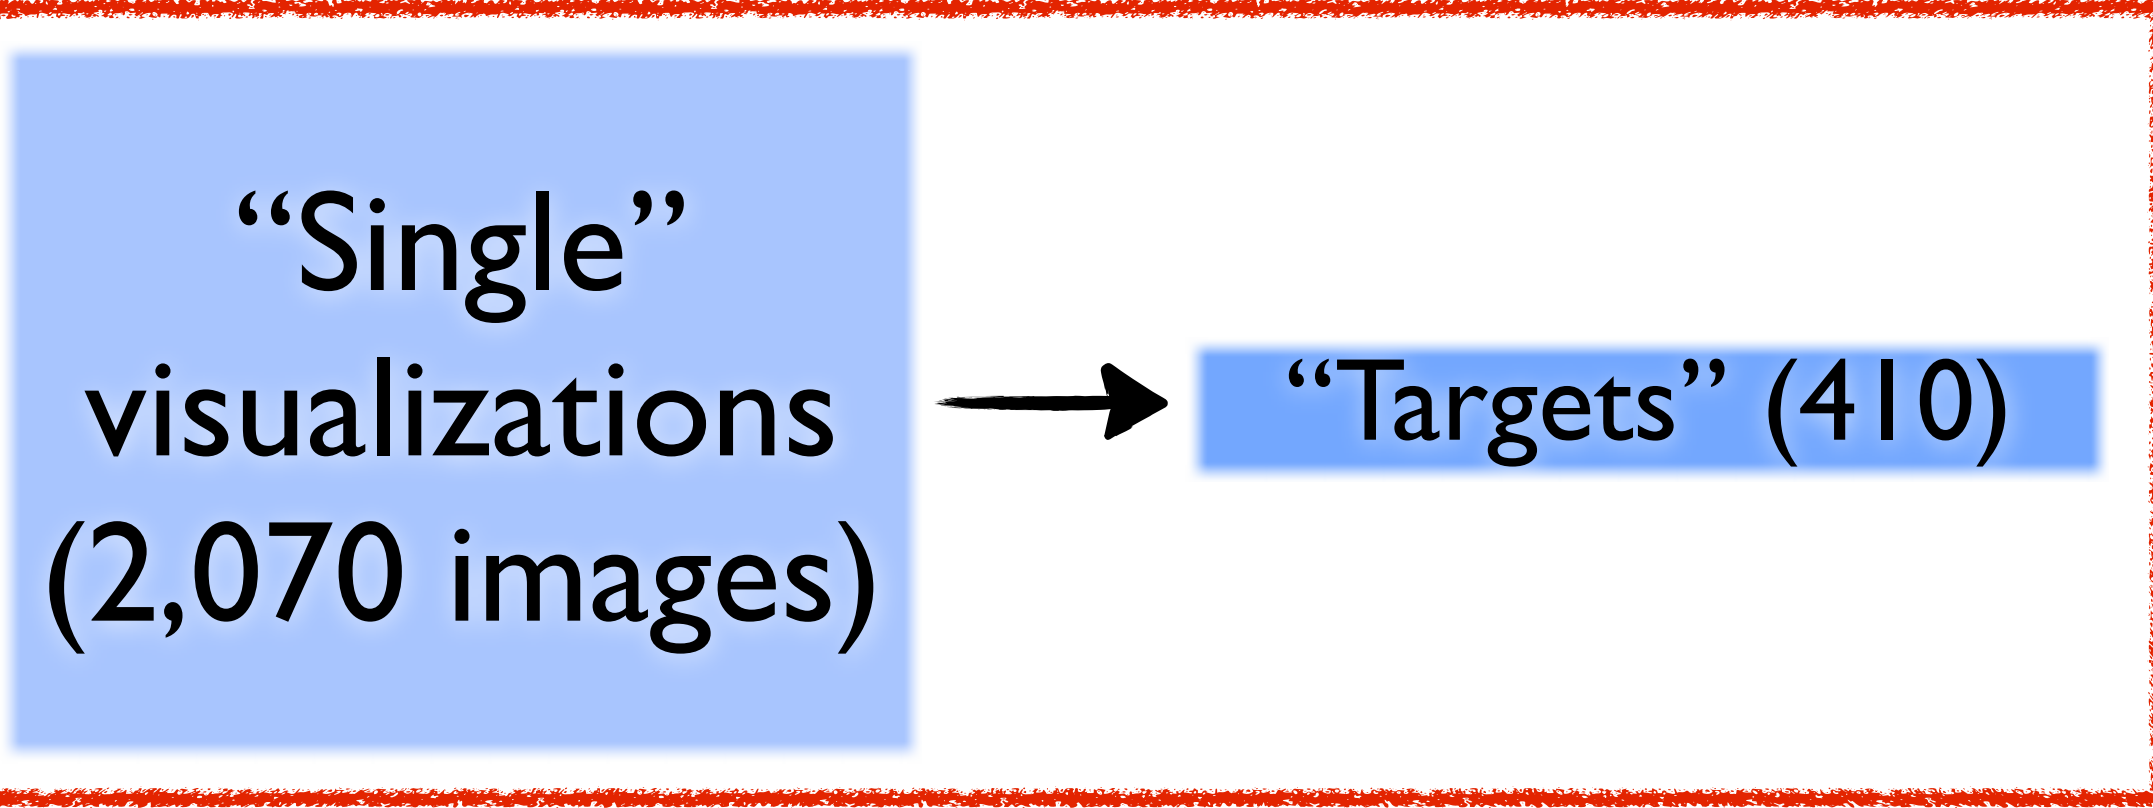 “Single”
visualizations
(2,070 images)
“Targets” (410)